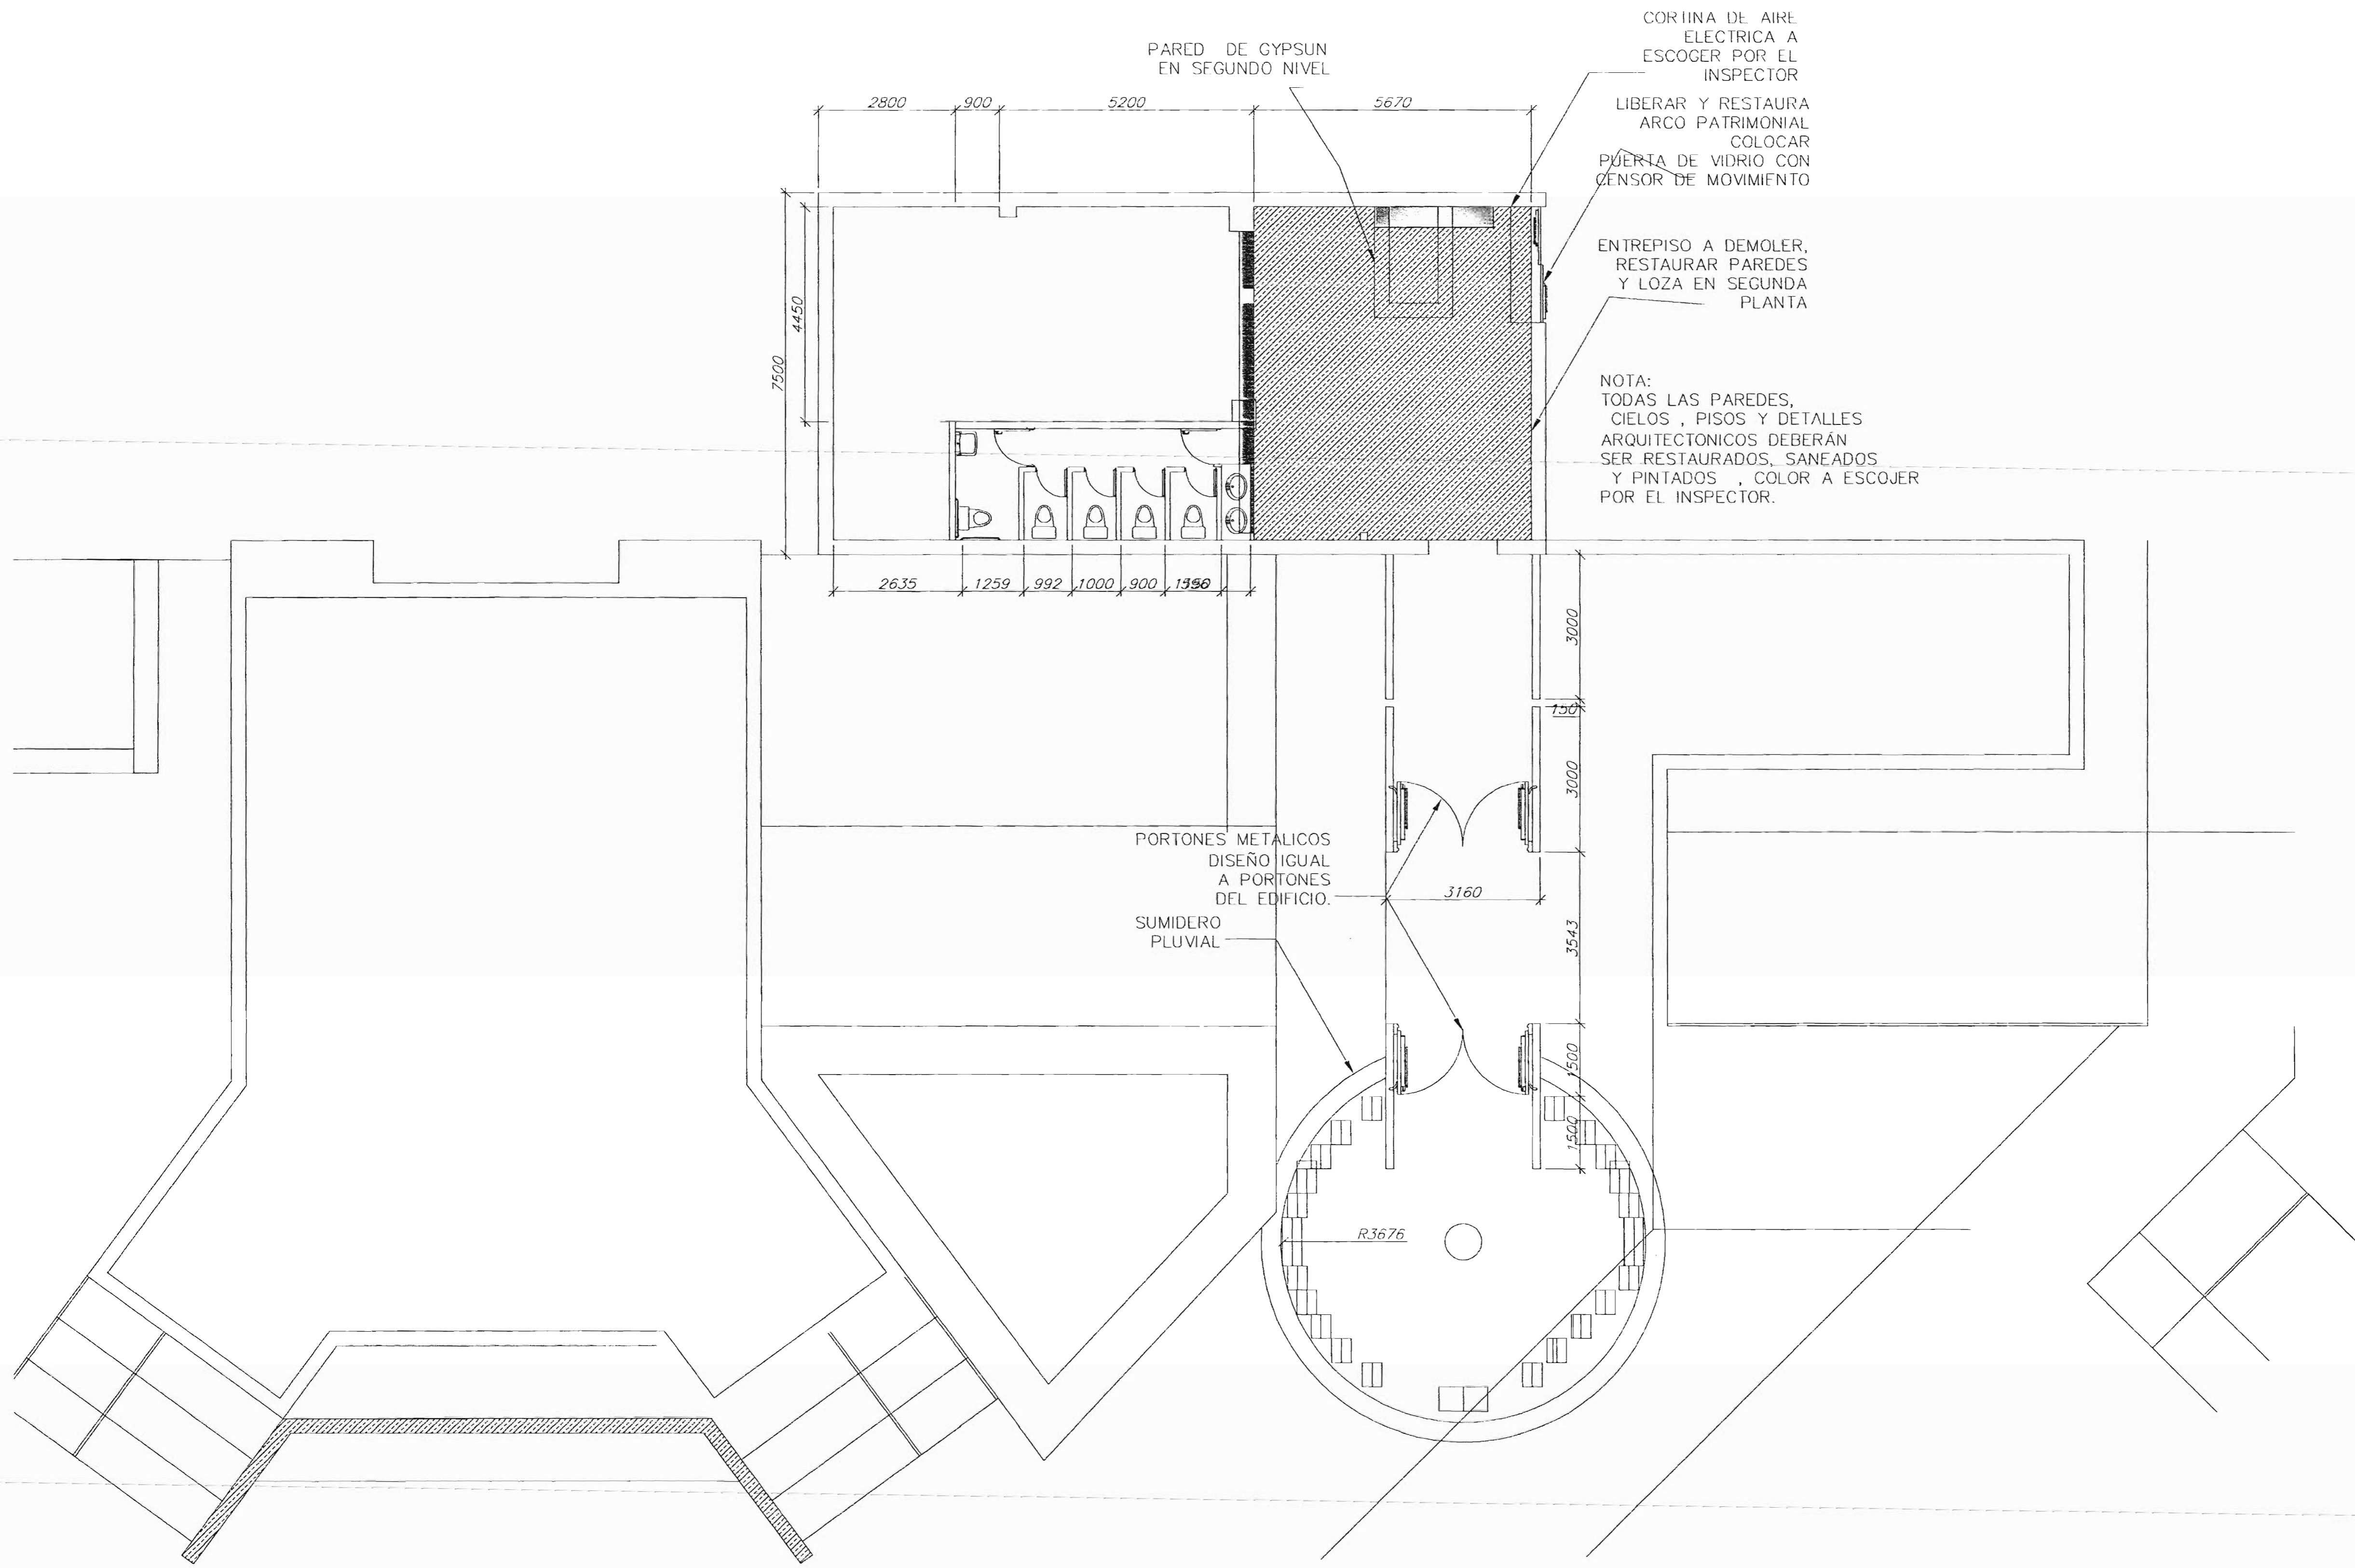 CORTINA DE AIRE
ELECTRICA A
ESCOGER POR EL
INSPECTOR
PARED DE GYPSUN
EN SEGUNDO NIVEL
LIBERAR Y RESTAURA
ARCO PATRIMONIAL
COLOCAR
PUERTA DE VIDRIO CON
CENSOR DE MOVIMIENTO
2800
900
5200
5670
ENTREPISO A DEMOLER,
RESTAURAR PAREDES
Y LOZA EN SEGUNDA
PLANTA
4450
7500
NOTA:
TODAS LAS PAREDES,
CIELOS , PISOS Y DETALLES
ARQUITECTONICOS DEBERÁN
SER RESTAURADOS, SANEADOS
Y PINTADOS , COLOR A ESCOJER
POR EL INSPECTOR.
2635
1259
992
1000
900
3000
150
3000
PORTONES METALICOS
DISEÑO IGUAL
A PORTONES
DEL EDIFICIO.
3160
SUMIDERO
PLUVIAL
3543
1500
1500
R3676